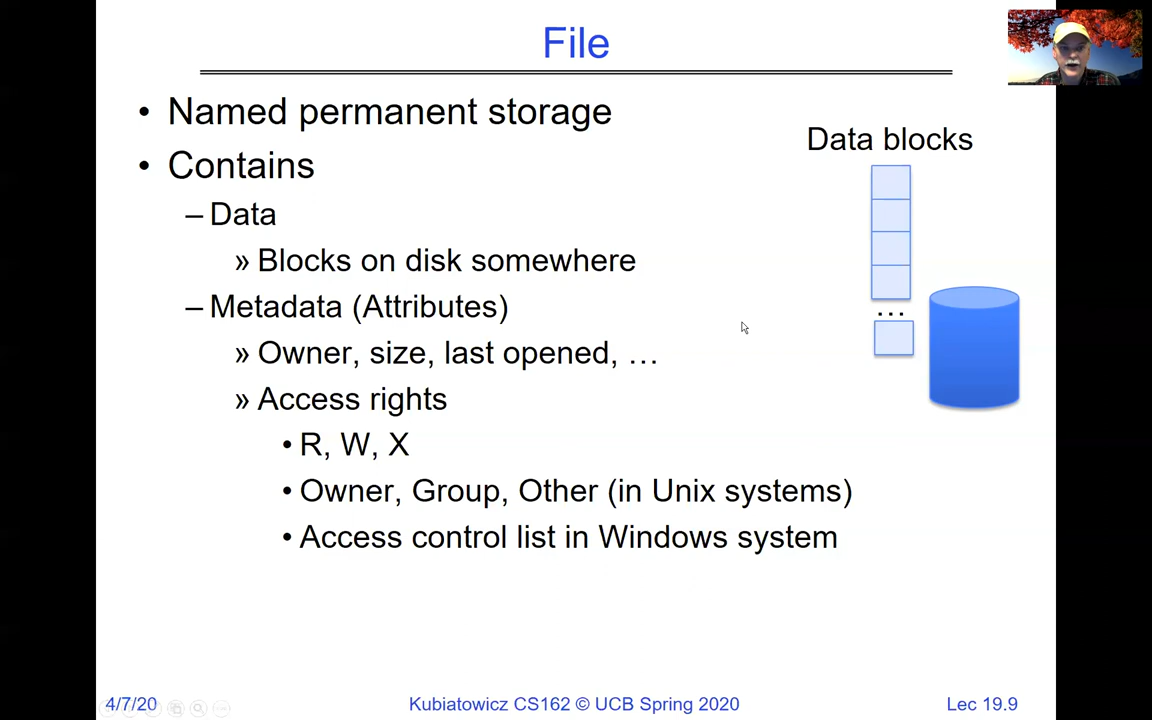 File
• Named permanent storage
• Contains
– Data
» Blocks on disk somewhere
– Metadata (Attributes)
» Owner, size, last opened, …
» Access rights
• R, W, X
• Owner, Group, Other (in Unix systems)
• Access control list in Windows system
Data blocks
…
4/7/20
Kubiatowicz CS162 © UCB Spring 2020
Lec 19.9